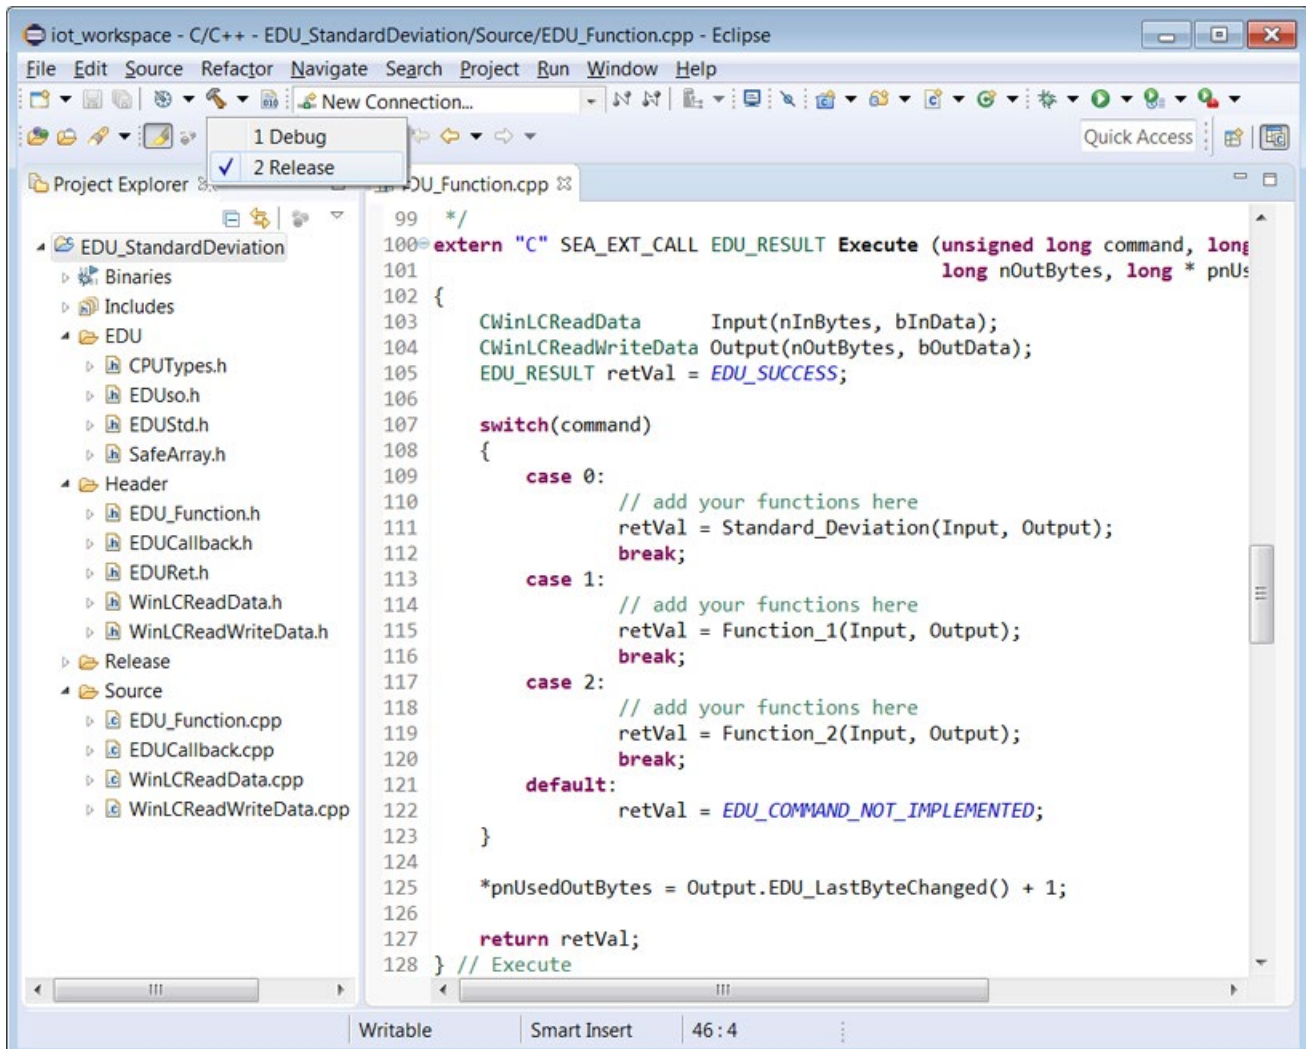 iot_workspace - C/C++ - EDU_StandardDeviation/Source/EDU_Function.cpp - Eclipse
File Edit Source Refactor Navigate Search Project Run Window Help
010 New Connection...
1 Debug
Quick Access
2 Release
Project Explorer
DU_Function.cpp
EDU_StandardDeviation
Binaries
Includes
EDU
CPUTypes.h
EDUso.h
EDUStd.h
SafeArray.h
Header
EDU_Function.h
EDUCallback.h
EDURet.h
WinLCReadData.h
WinLCReadWriteData.h
Release
Source
EDU_Function.cpp
EDUCallback.cpp
WinLCReadData.cpp
WinLCReadWriteData.cpp
99 */
100 extern "C" SEA_EXT_CALL EDU_RESULT Execute (unsigned long command, long
101 long nOutBytes, long * pnUs
102 {
103 CWinLCReadData Input(nInBytes, bInData);
104 CWinLCReadWriteData Output(nOutBytes, bOutData);
105 EDU_RESULT retVal = EDU_SUCCESS;
106
107 switch(command)
108 {
109 case 0:
110 // add your functions here
111 retVal = Standard_Deviation(Input, Output);
112 break;
113 case 1:
114 // add your functions here
115 retVal = Function_1(Input, Output);
116 break;
117 case 2:
118 // add your functions here
119 retVal = Function_2(Input, Output);
120 break;
121 default:
122 retVal = EDU_COMMAND_NOT_IMPLEMENTED;
123 }
124
125 *pnUsedOutBytes = Output.EDU_LastByteChanged() + 1;
126
127 return retVal;
128 } // Execute
Writable Smart Insert 46 : 4